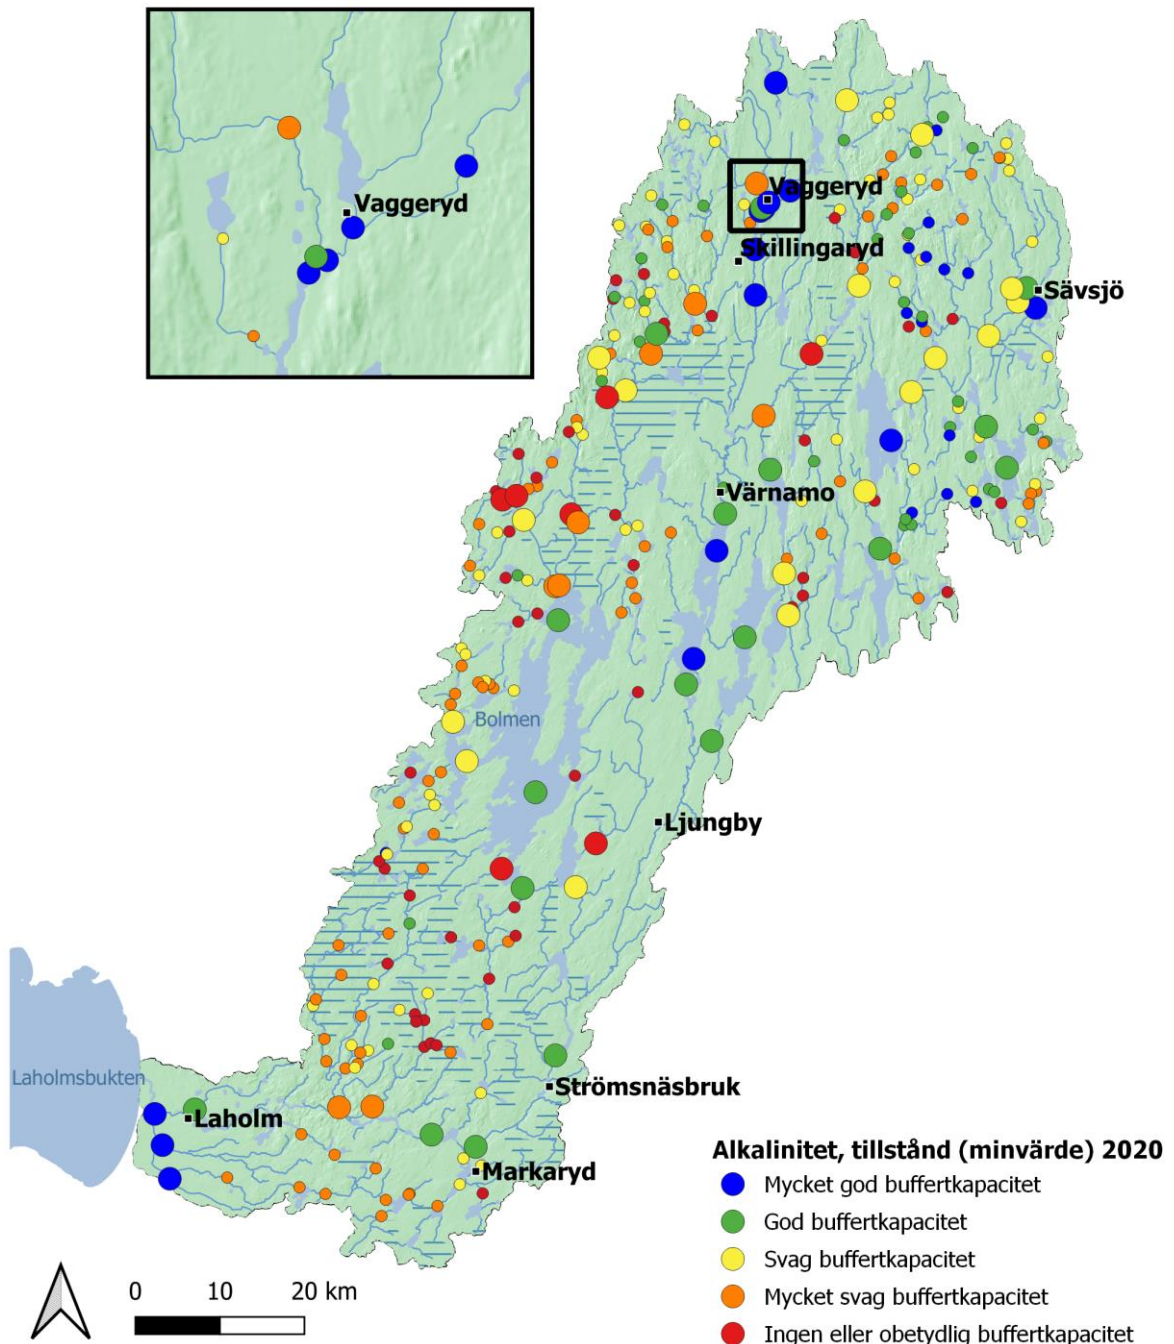 Vaggeryd
Vaggeryd
Skillingaryd
Sävsjö
Värnamo
Bolmen
Ljungby
Laholmsbukten
Strömsnäsbruk
Laholm
Markaryd
Alkalinitet, tillstånd (minvärde) 2020
Mycket god buffertkapacitet
God buffertkapacitet
Svag buffertkapacitet
Mycket svag buffertkapacitet
Ingen eller obetydlig buffertkapacitet
0 10 20 km